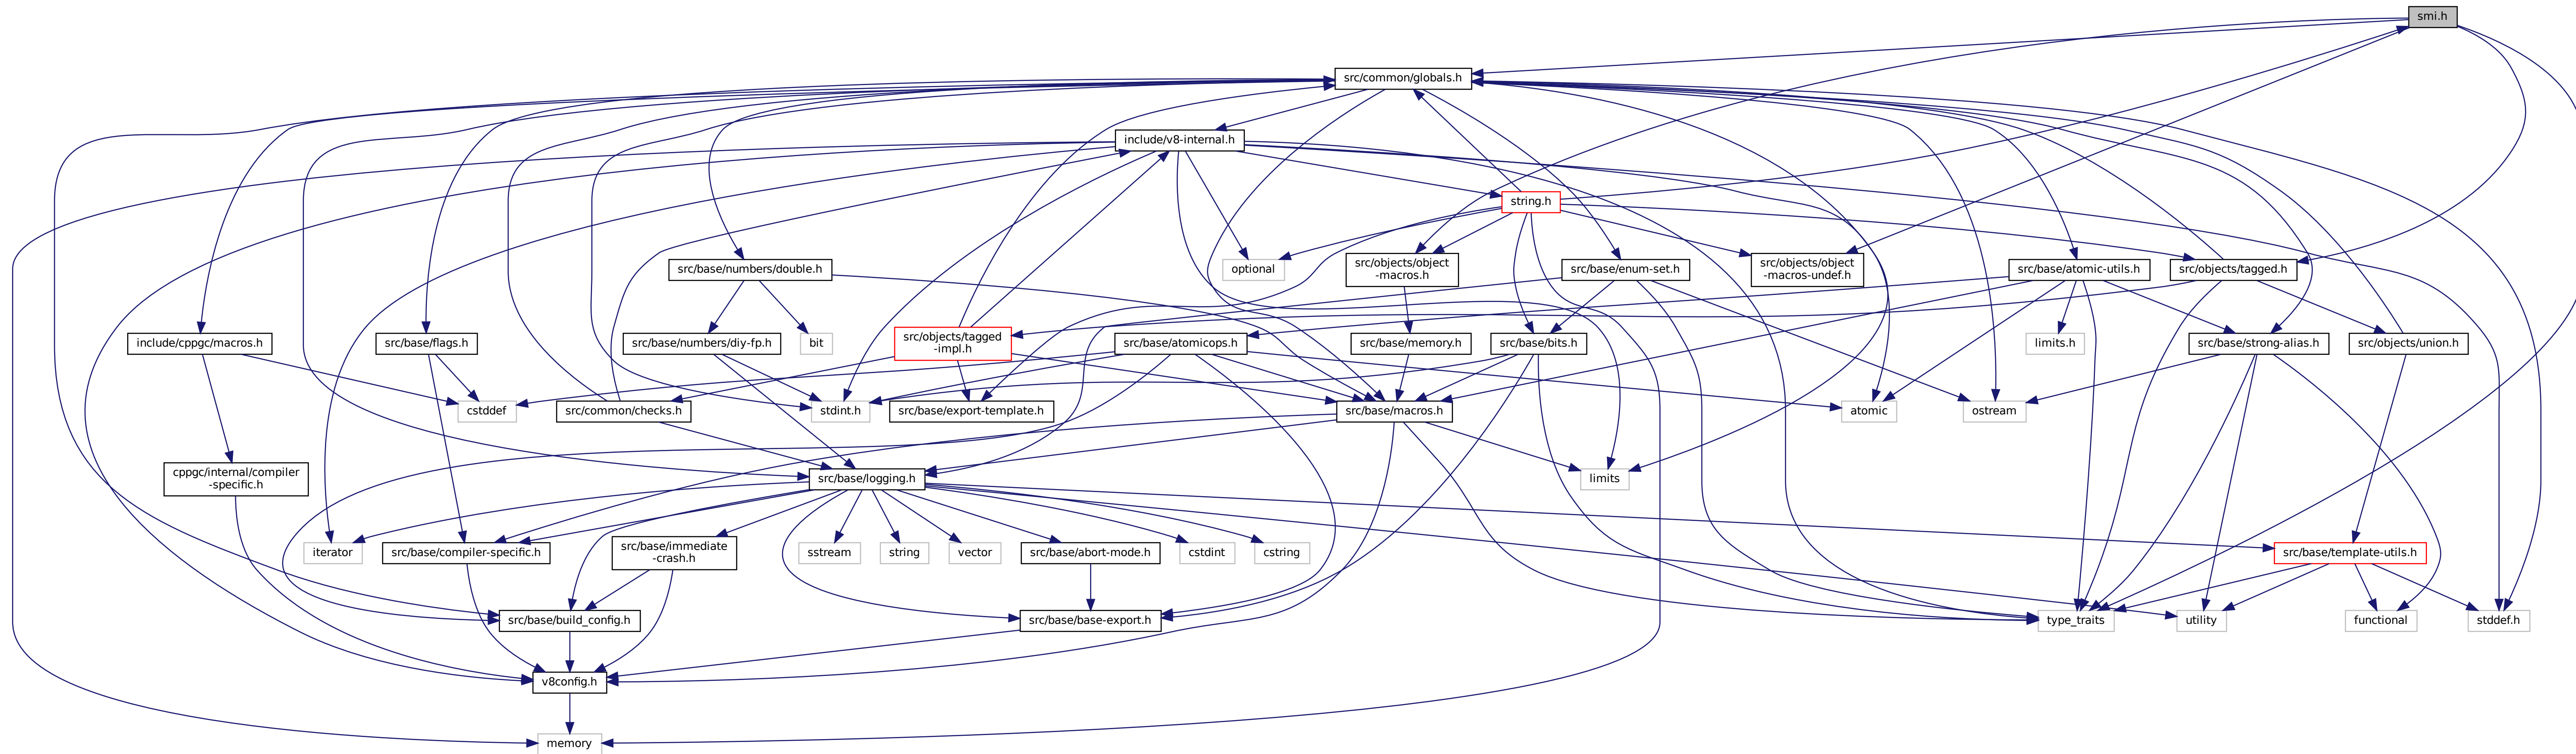 smi.h
src/common/globals.h
include/v8-internal.h
string.h
src/base/numbers/double.h
optional
src/objects/object
-macros.h
src/base/enum-set.h
src/objects/object
-macros-undef.h
src/base/atomic-utils.h
src/objects/tagged.h
include/cppgc/macros.h
src/base/flags.h
src/base/numbers/diy-fp.h
bit
src/objects/tagged
-impl.h
src/base/atomicops.h
src/base/memory.h
src/base/bits.h
limits.h
src/base/strong-alias.h
src/objects/union.h
cstddef
src/common/checks.h
stdint.h
src/base/export-template.h
src/base/macros.h
atomic
ostream
cppgc/internal/compiler
-specific.h
src/base/logging.h
limits
iterator
src/base/compiler-specific.h
src/base/immediate
-crash.h
sstream
string
vector
src/base/abort-mode.h
cstdint
cstring
src/base/template-utils.h
src/base/build_config.h
src/base/base-export.h
type_traits
utility
functional
stddef.h
v8config.h
memory